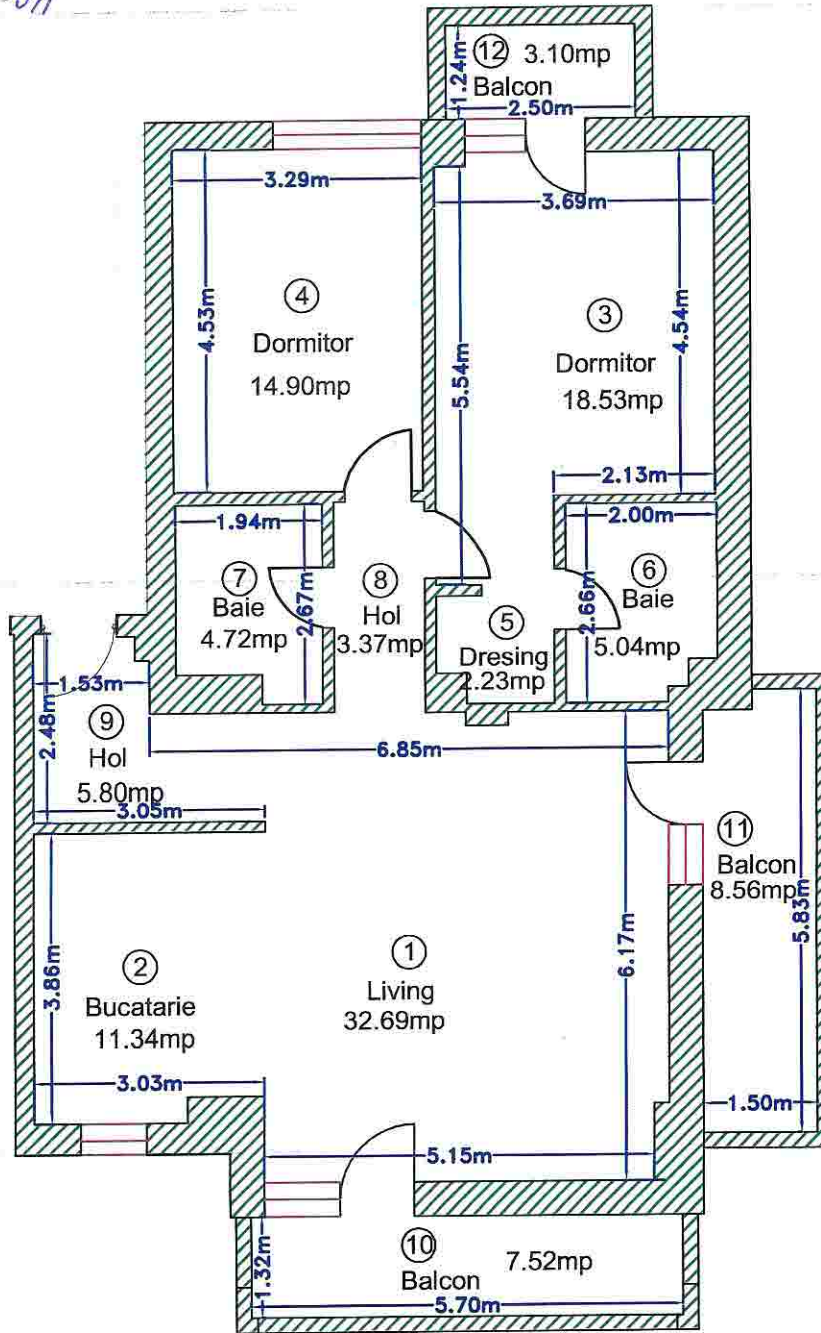 12 3.10mp
Balcon
1.24m
2.50m
3.29m
3.69m
4
Dormitor
14.90mp
4.53m
5.54m
3
Dormitor
18.53mp
4.54m
2.13m
1.94m
2.00m
7
Baie
4.72mp
2.67m
8
Hol
3.37mp
5
Dresing
2.23mp
2.66m
6
Baie
5.04mp
1.53m
2.48m
9
Hol
5.80mp
3.05m
6.85m
11
Balcon
8.56mp
5.83m
1.50m
3.86m
2
Bucatarie
11.34mp
3.03m
1
Living
32.69mp
6.17m
5.15m
10
Balcon
7.52mp
1.32m
5.70m